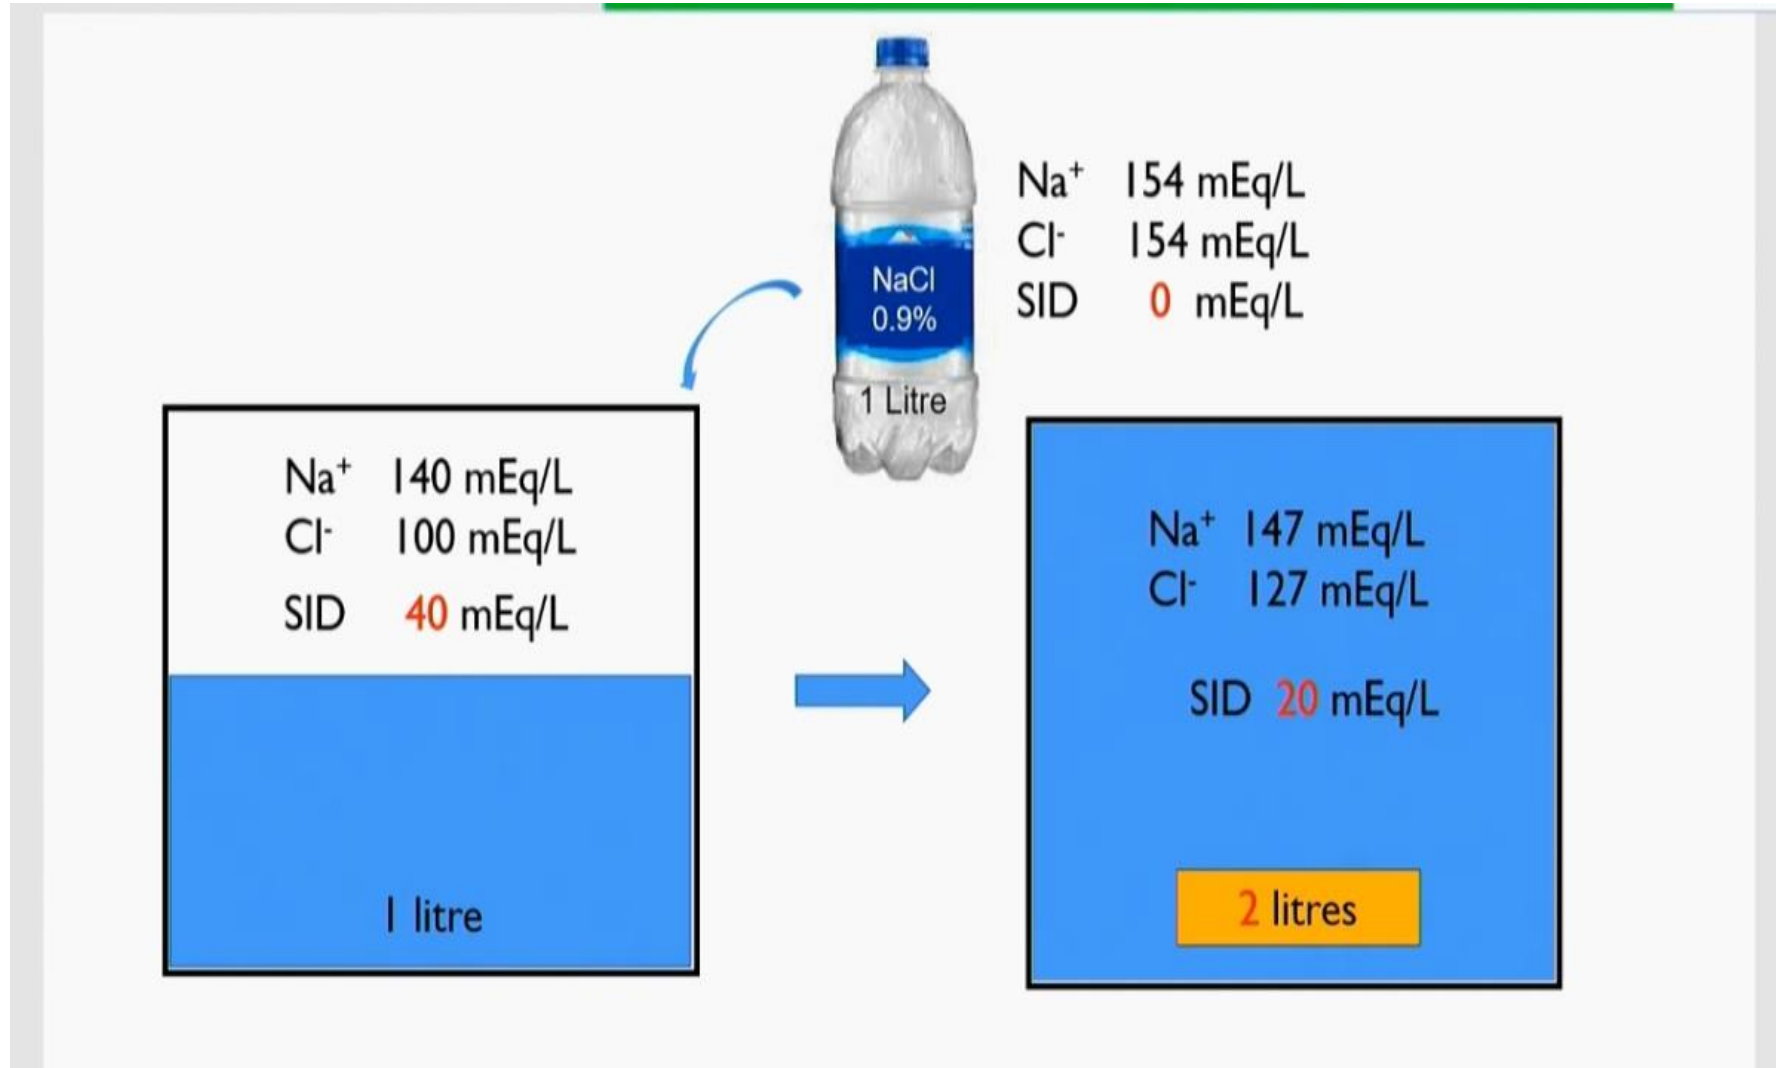 NaCl
0.9%
1 Litre
Na⁺ 154 mEq/L
Cl⁻ 154 mEq/L
SID 0 mEq/L
Na⁺ 140 mEq/L
Cl⁻ 100 mEq/L
SID 40 mEq/L
1 litre
Na⁺ 147 mEq/L
Cl⁻ 127 mEq/L
SID 20 mEq/L
2 litres